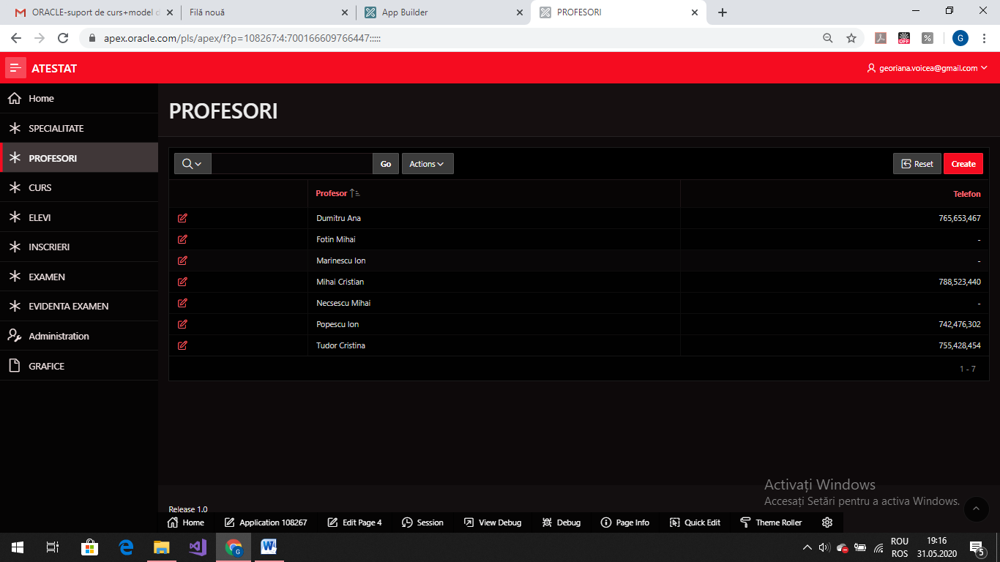 ORACLE-suport de curs+model d
Filă nouă
App Builder
PROFESORI
apex.oracle.com/pls/apex/f?p=108267:4:700166609766447:::::
OFF
G
ATESTAT
georiana.voicea@gmail.com
Home
SPECIALITATE
PROFESORI
CURS
ELEVI
INSCRIERI
EXAMEN
EVIDENTA EXAMEN
Administration
GRAFICE
PROFESORI
Go
Actions
Reset
Create
Profesor
Telefon
Dumitru Ana 765,653,467
Fotin Mihai -
Marinescu Ion -
Mihai Cristian 788,523,440
Necsescu Mihai -
Popescu Ion 742,476,302
Tudor Cristina 755,428,454
1 - 7
Activați Windows
Accesați Setări pentru a activa Windows.
Release 1.0
Home
Application 108267
Edit Page 4
Session
View Debug
Debug
Page Info
Quick Edit
Theme Roller
G
ROU
ROS
19:16
31.05.2020
5